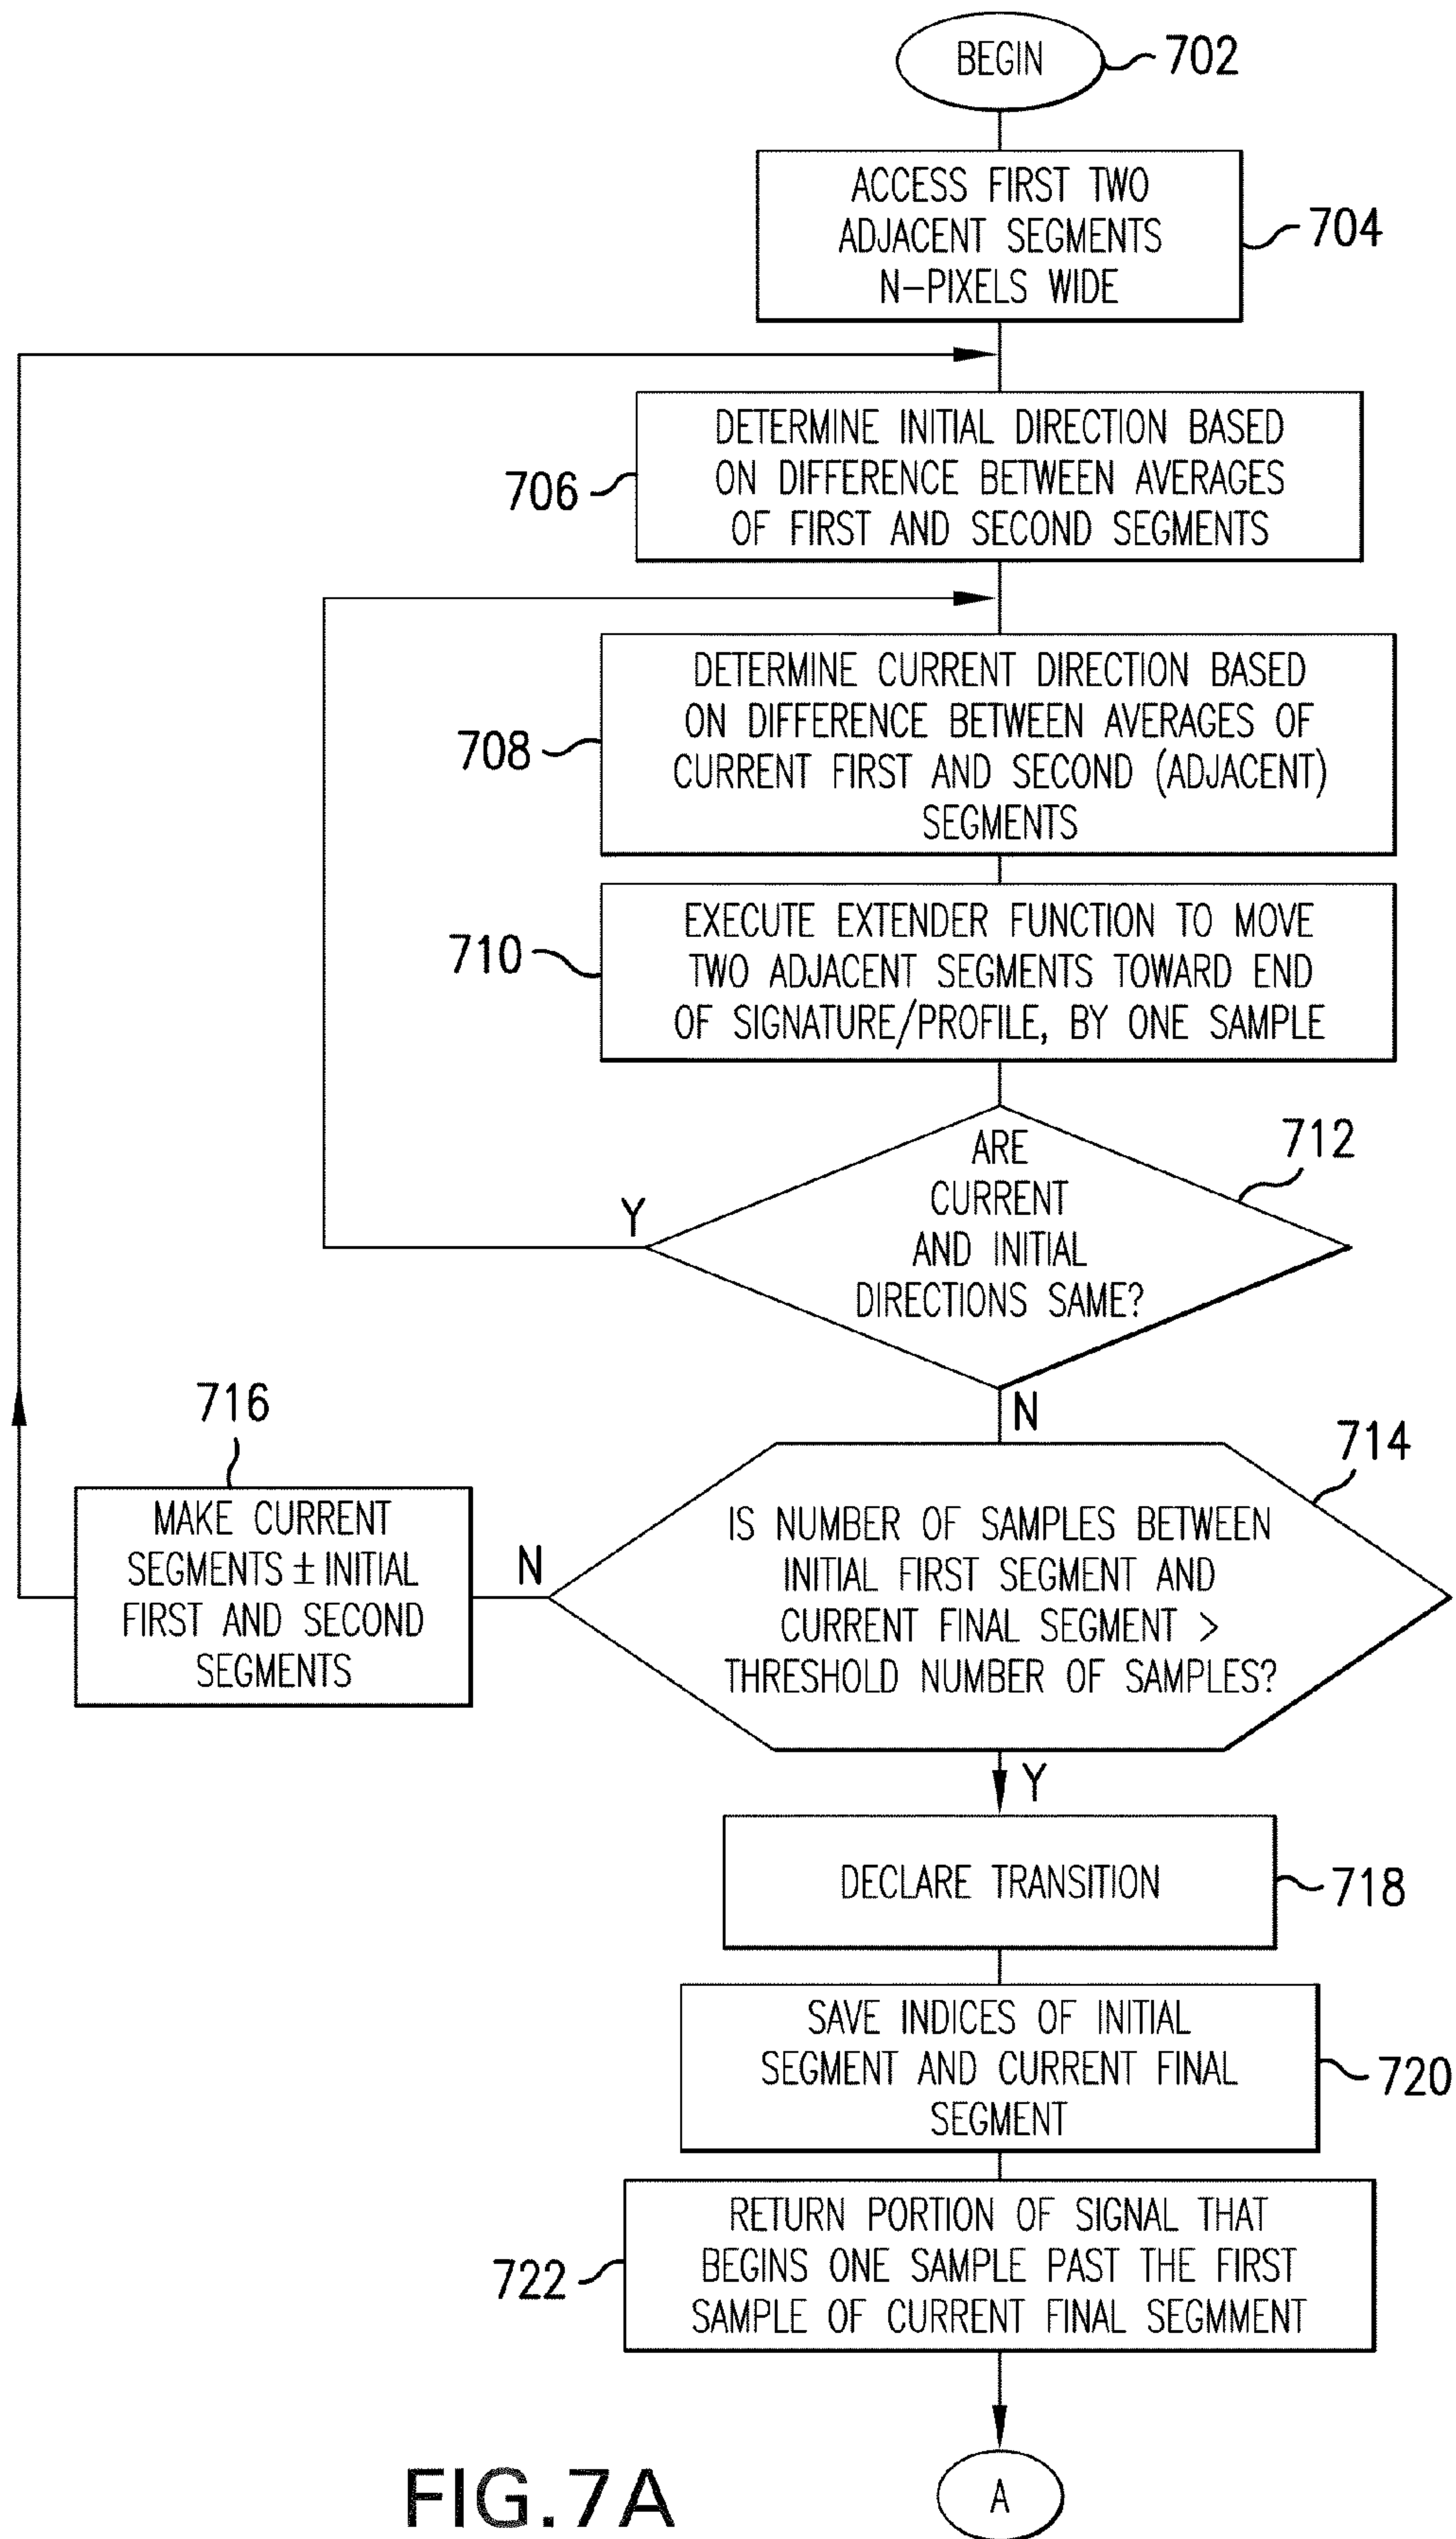 BEGIN
702
ACCESS FIRST TWO
ADJACENT SEGMENTS
N-PIXELS WIDE
704
DETERMINE INITIAL DIRECTION BASED
ON DIFFERENCE BETWEEN AVERAGES
OF FIRST AND SECOND SEGMENTS
706
DETERMINE CURRENT DIRECTION BASED
ON DIFFERENCE BETWEEN AVERAGES OF
CURRENT FIRST AND SECOND (ADJACENT)
SEGMENTS
708
EXECUTE EXTENDER FUNCTION TO MOVE
TWO ADJACENT SEGMENTS TOWARD END
OF SIGNATURE/PROFILE, BY ONE SAMPLE
710
ARE
CURRENT
AND INITIAL
DIRECTIONS SAME?
712
Y
N
IS NUMBER OF SAMPLES BETWEEN
INITIAL FIRST SEGMENT AND
CURRENT FINAL SEGMENT >
THRESHOLD NUMBER OF SAMPLES?
714
N
716
MAKE CURRENT
SEGMENTS ± INITIAL
FIRST AND SECOND
SEGMENTS
Y
DECLARE TRANSITION
718
SAVE INDICES OF INITIAL
SEGMENT AND CURRENT FINAL
SEGMENT
720
RETURN PORTION OF SIGNAL THAT
BEGINS ONE SAMPLE PAST THE FIRST
SAMPLE OF CURRENT FINAL SEGMMENT
722
A
FIG.7A